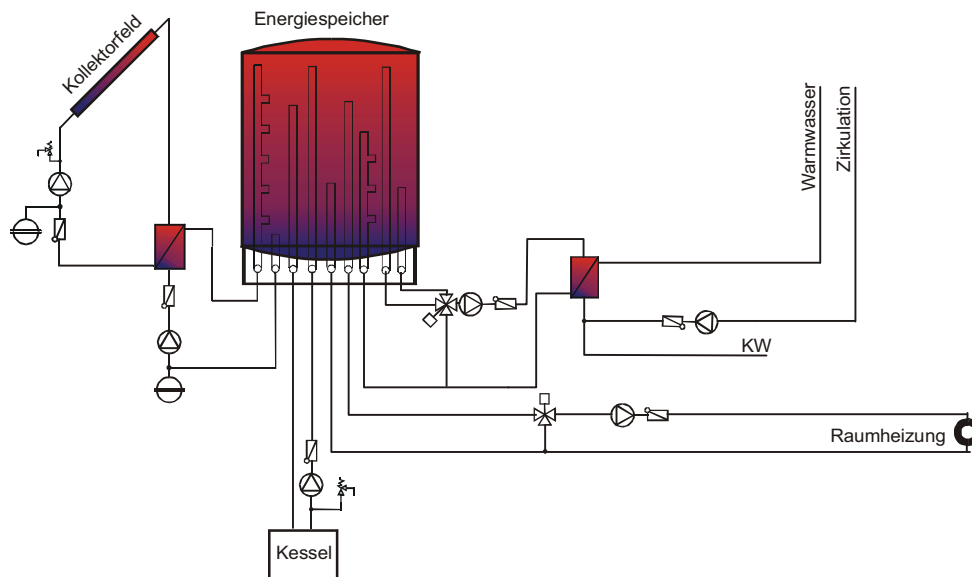 Energiespeicher
Kollektorfeld
Warmwasser
Zirkulation
KW
Raumheizung
Kessel